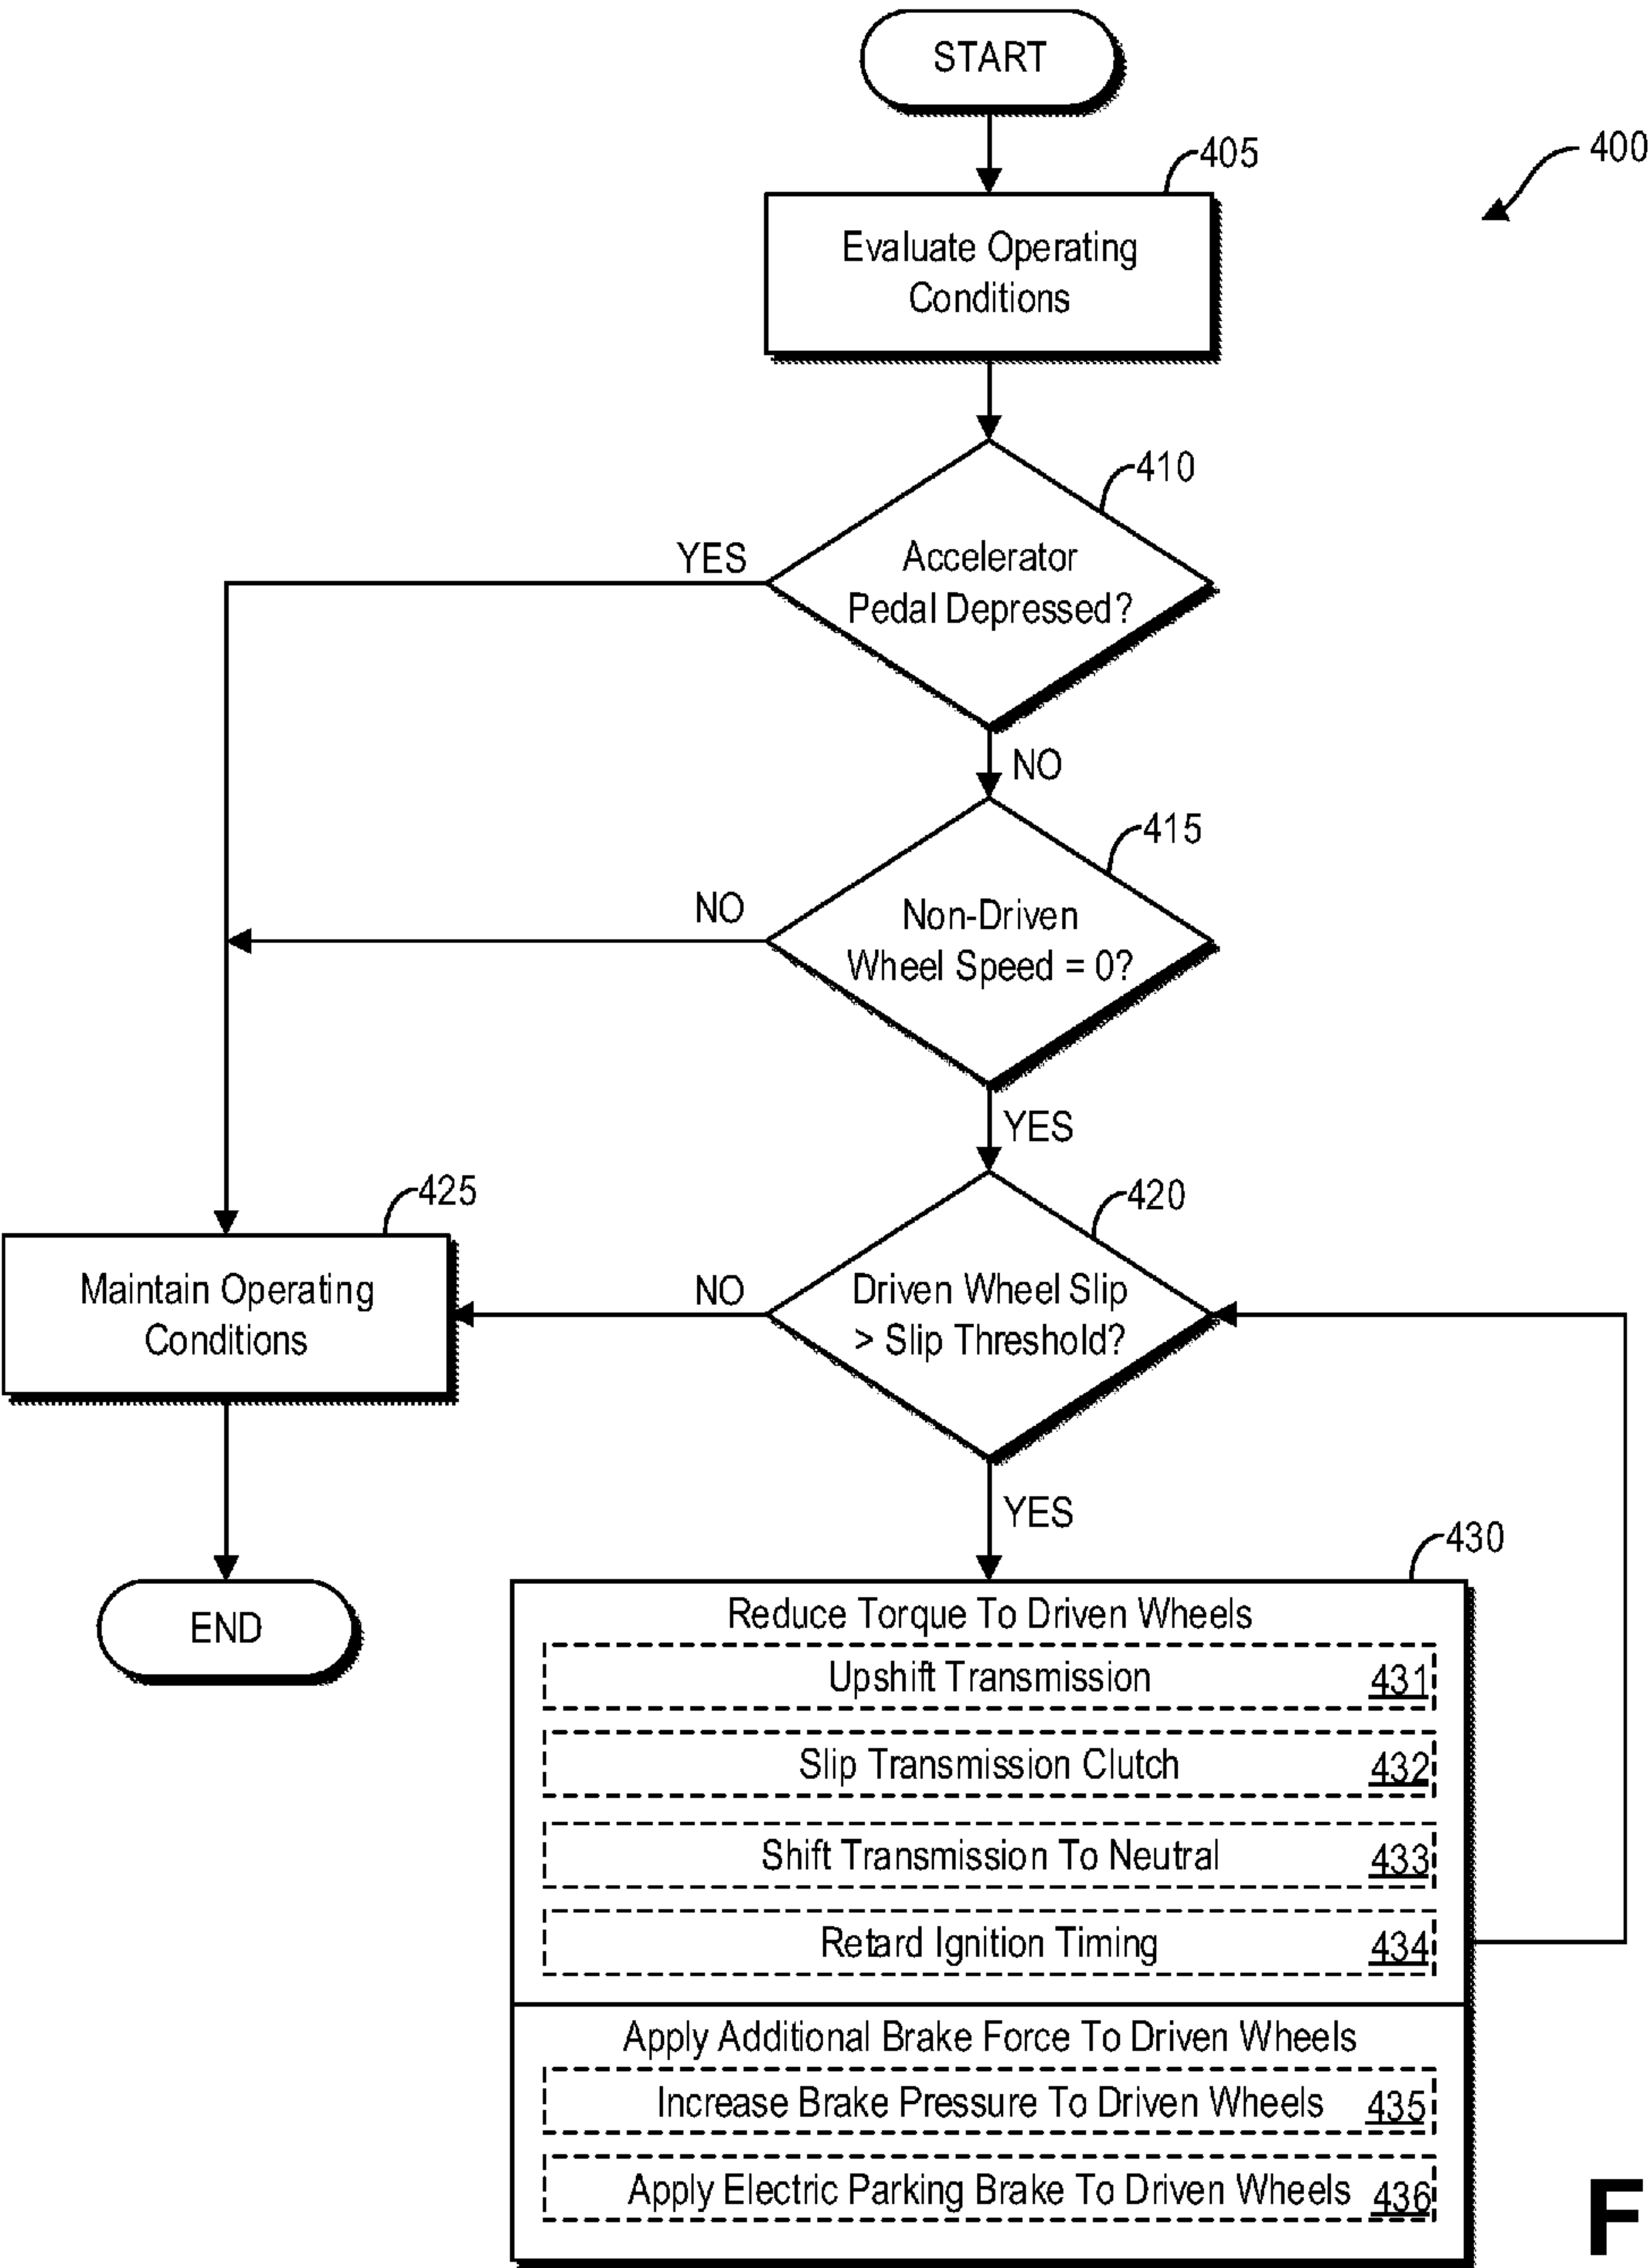 START
400
405
Evaluate Operating
Conditions
410
YES
Accelerator
Pedal Depressed?
NO
415
NO
Non-Driven
Wheel Speed = 0?
YES
425
420
Maintain Operating
Conditions
NO
Driven Wheel Slip
> Slip Threshold?
YES
430
END
Reduce Torque To Driven Wheels
Upshift Transmission 431
Slip Transmission Clutch 432
Shift Transmission To Neutral 433
Retard Ignition Timing 434
Apply Additional Brake Force To Driven Wheels
Increase Brake Pressure To Driven Wheels 435
Apply Electric Parking Brake To Driven Wheels 436
F